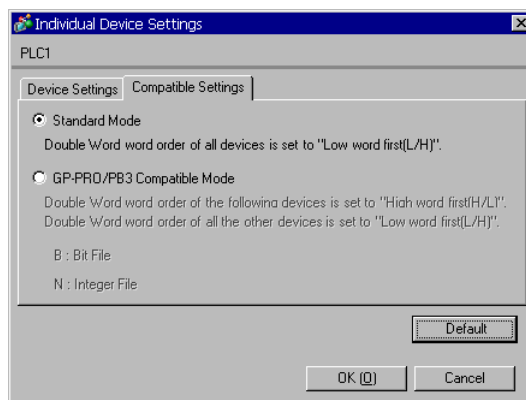 Individual Device Settings
PLC1
Device Settings Compatible Settings
Standard Mode
Double Word word order of all devices is set to "Low word first(L/H)".
GP-PRO/PB3 Compatible Mode
Double Word word order of the following devices is set to "High word first(H/L)".
Double Word word order of all the other devices is set to "Low word first(L/H)".
B : Bit File
N : Integer File
Default
OK (O) Cancel